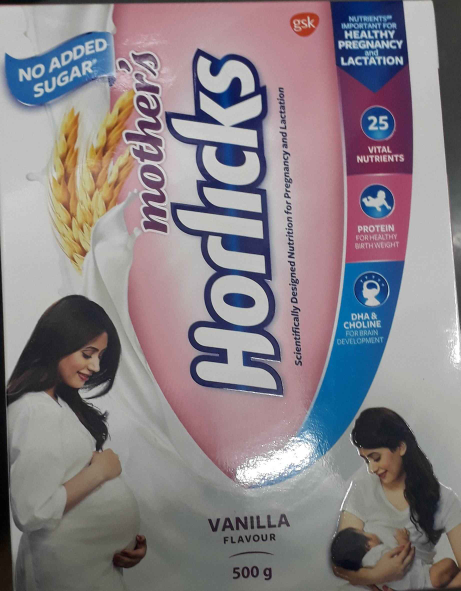 NO ADDED
SUGAR*
gsk
mother's
Horlicks
Scientifically Designed Nutrition for Pregnancy and Lactation
NUTRIENTS
IMPORTANT FOR
HEALTHY
PREGNANCY
and
LACTATION
25
VITAL
NUTRIENTS
PROTEIN
FOR HEALTHY
BIRTH WEIGHT
DHA &
CHOLINE
FOR BRAIN
DEVELOPMENT
VANILLA
FLAVOUR
500 g